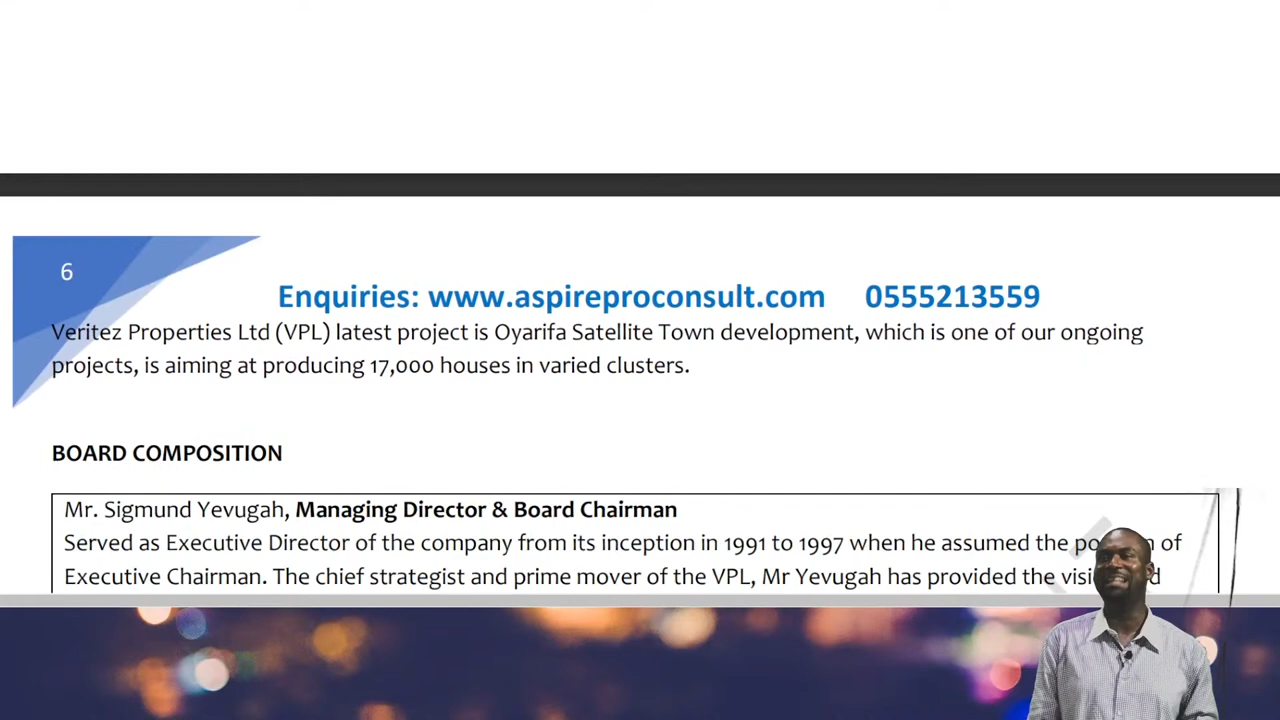 6
Enquiries: www.aspireproconsult.com 0555213559
Veritez Properties Ltd (VPL) latest project is Oyarifa Satellite Town development, which is one of our ongoing
projects, is aiming at producing 17,000 houses in varied clusters.
BOARD COMPOSITION
Mr. Sigmund Yevugah, Managing Director & Board Chairman
Served as Executive Director of the company from its inception in 1991 to 1997 when he assumed the of
Executive Chairman. The chief strategist and prime mover of the VPL, Mr Yevugah has provided the